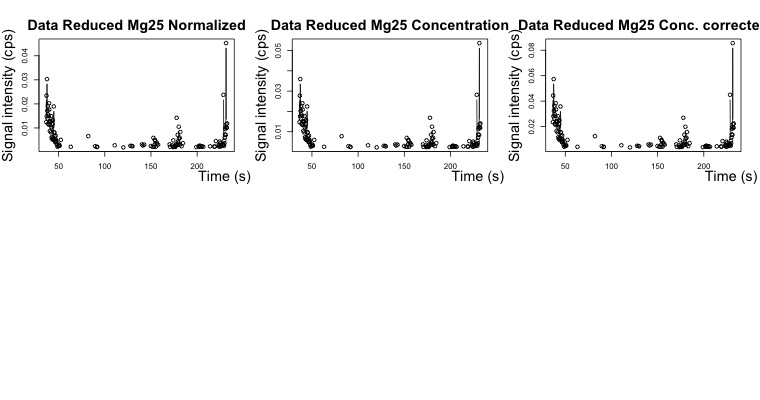 Data Reduced Mg25 Normalized
Signal intensity (cps)
0.01 0.02 0.03 0.04
50 100 150 200
Time (s)
Data Reduced Mg25 Concentration
Signal intensity (cps)
0.01 0.03 0.05
50 100 150 200
Time (s)
Data Reduced Mg25 Conc. correcte
Signal intensity (cps)
0.02 0.04 0.06 0.08
50 100 150 200
Time (s)